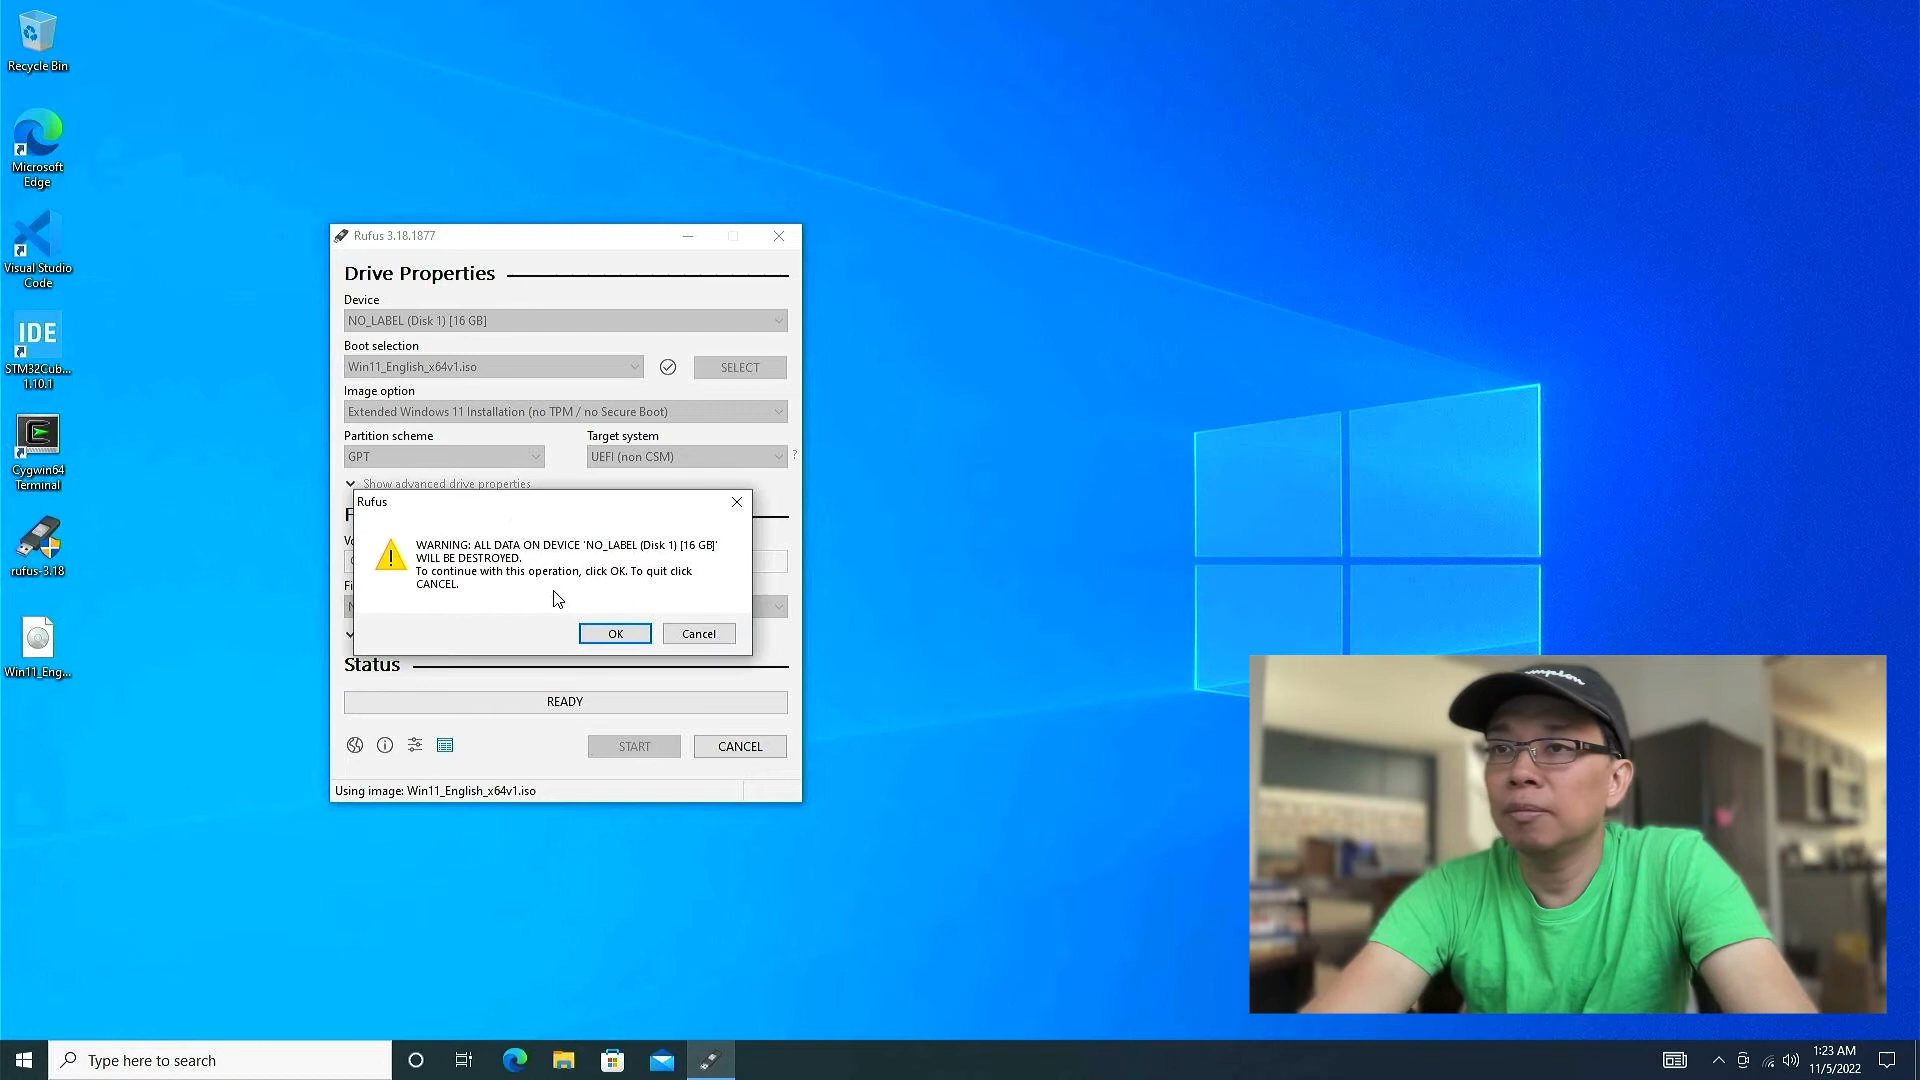 Recycle Bin
Microsoft
Edge
Visual Studio
Code
IDE
STM32Cub...
1.10.1
Cygwin64
Terminal
rufus-3.18
Win11_Eng...
Rufus 3.18.1877
Drive Properties
Device
NO_LABEL (Disk 1) [16 GB]
Boot selection
Win11_English_x64v1.iso
SELECT
Image option
Extended Windows 11 Installation (no TPM / no Secure Boot)
Partition scheme
Target system
GPT
UEFI (non CSM)
?
Show advanced drive properties
Rufus
WARNING: ALL DATA ON DEVICE 'NO_LABEL (Disk 1) [16 GB]'
WILL BE DESTROYED.
To continue with this operation, click OK. To quit click
CANCEL.
OK
Cancel
Status
READY
START
CANCEL
Using image: Win11_English_x64v1.iso
Type here to search
1:23 AM
11/5/2022